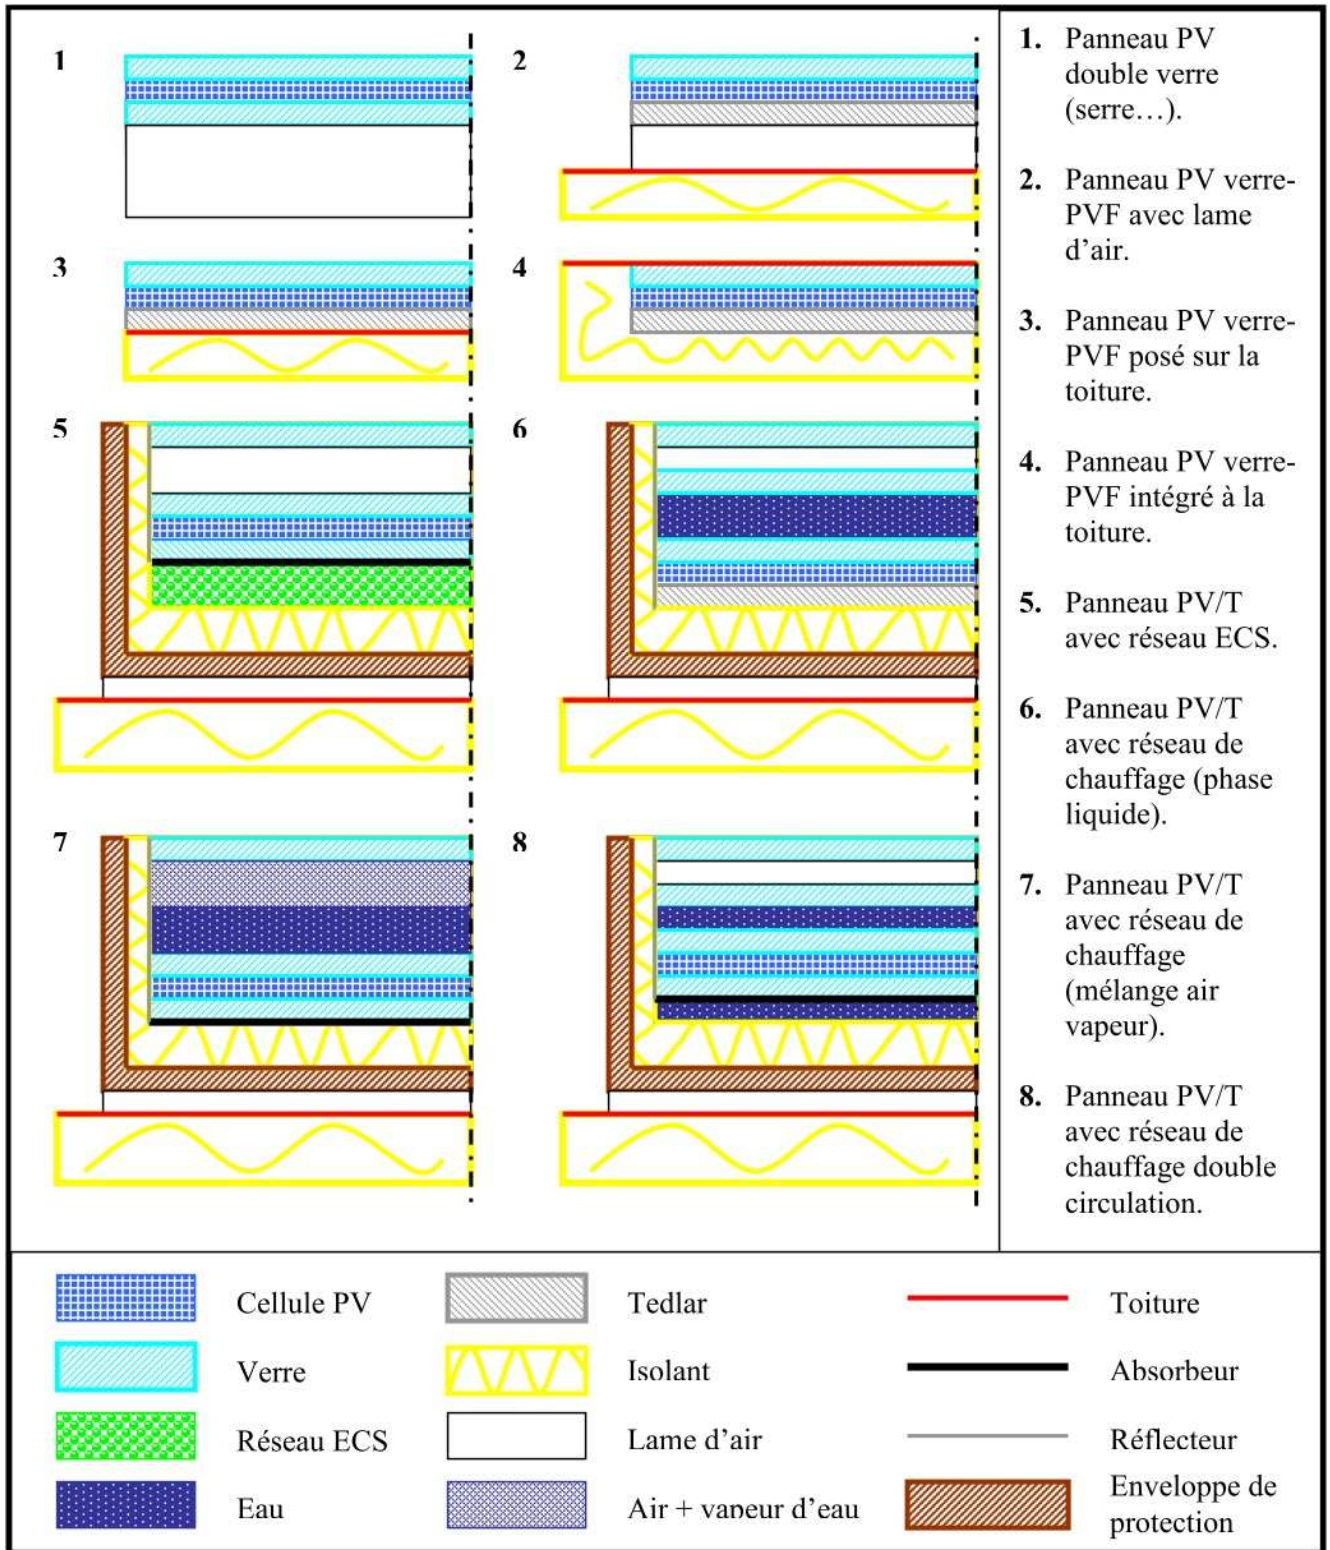 1
2
3
4
5
6
7
8
1. Panneau PV
double verre
(serre…).
2. Panneau PV verre-
PVF avec lame
d’air.
3. Panneau PV verre-
PVF posé sur la
toiture.
4. Panneau PV verre-
PVF intégré à la
toiture.
5. Panneau PV/T
avec réseau ECS.
6. Panneau PV/T
avec réseau de
chauffage (phase
liquide).
7. Panneau PV/T
avec réseau de
chauffage
(mélange air
vapeur).
8. Panneau PV/T
avec réseau de
chauffage double
circulation.
Cellule PV
Tedlar
Toiture
Verre
Isolant
Absorbeur
Réseau ECS
Lame d’air
Réflecteur
Eau
Air + vapeur d’eau
Enveloppe de
protection